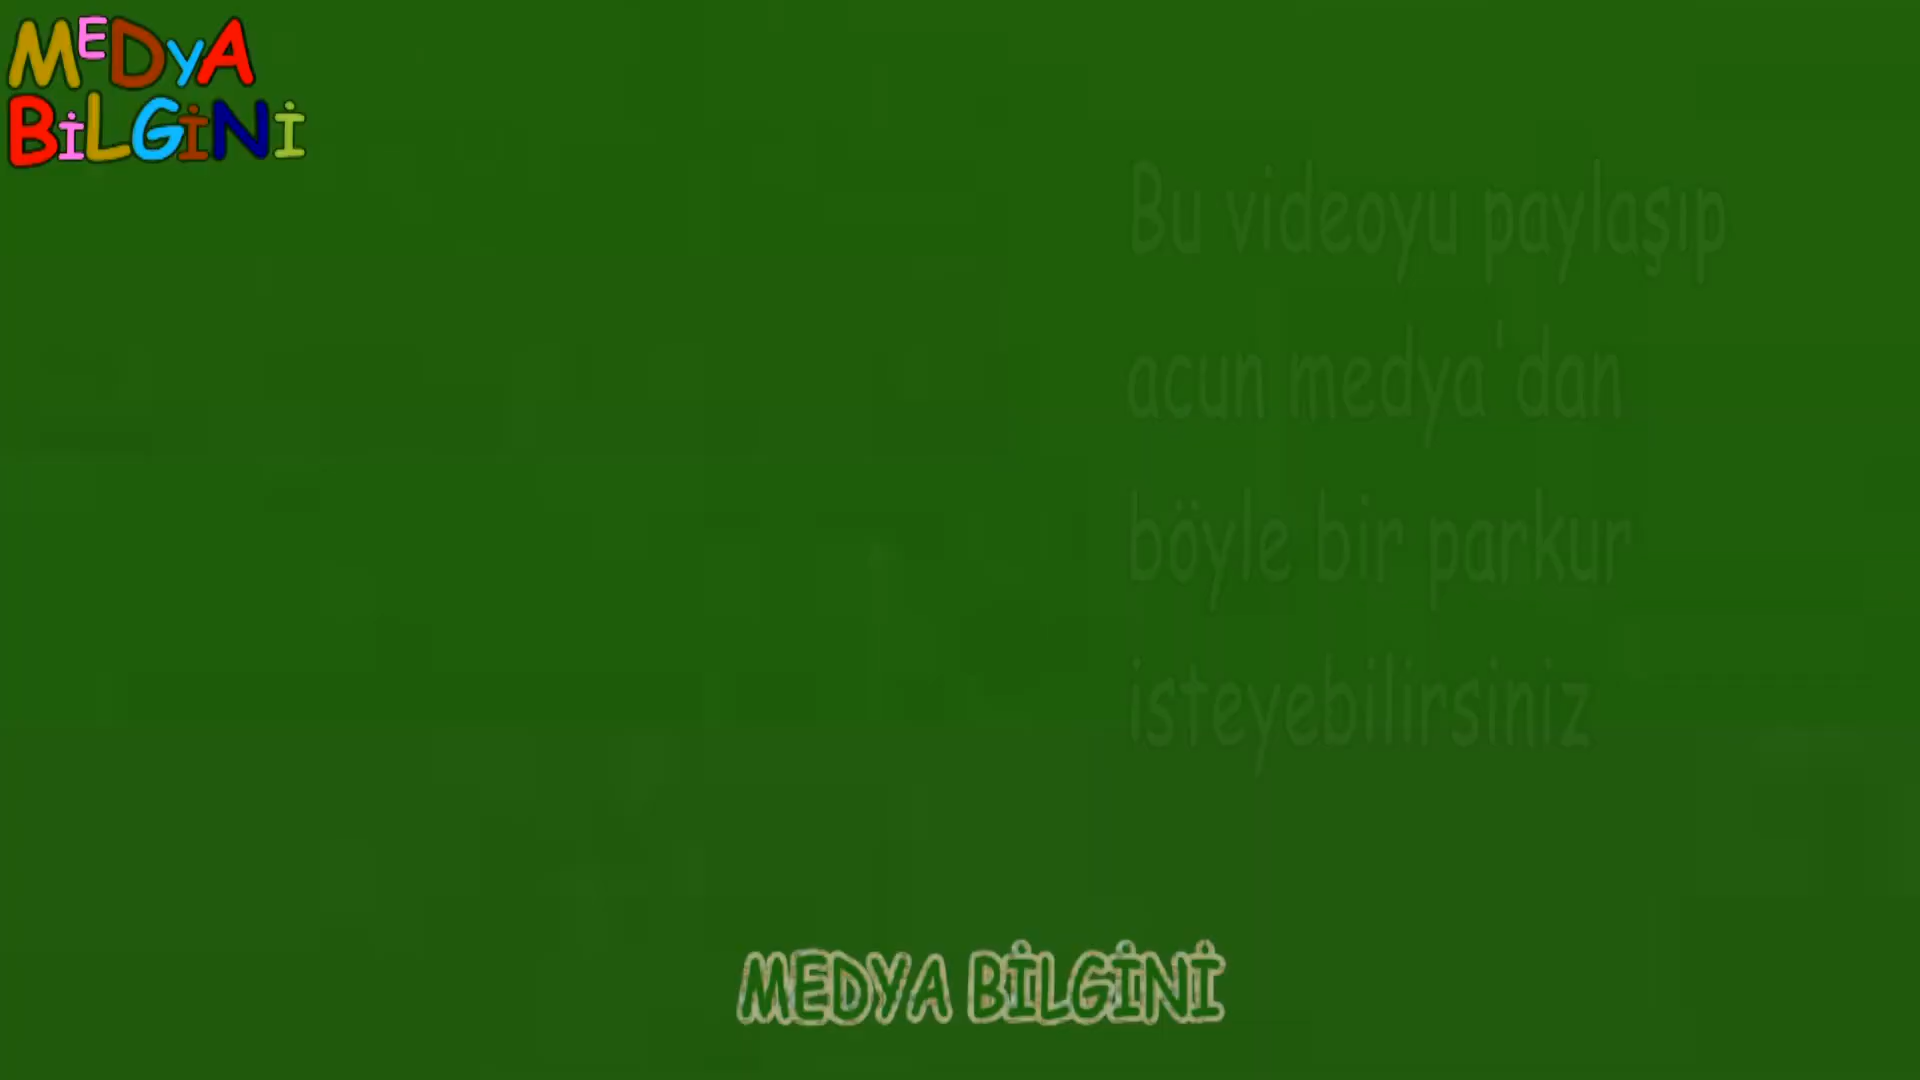 MEDyA
BiLGiNi
Bu videoyu paylaşıp
acun medya'dan
böyle bir parkur
isteyebilirsiniz
MEDYA BİLGİNİ